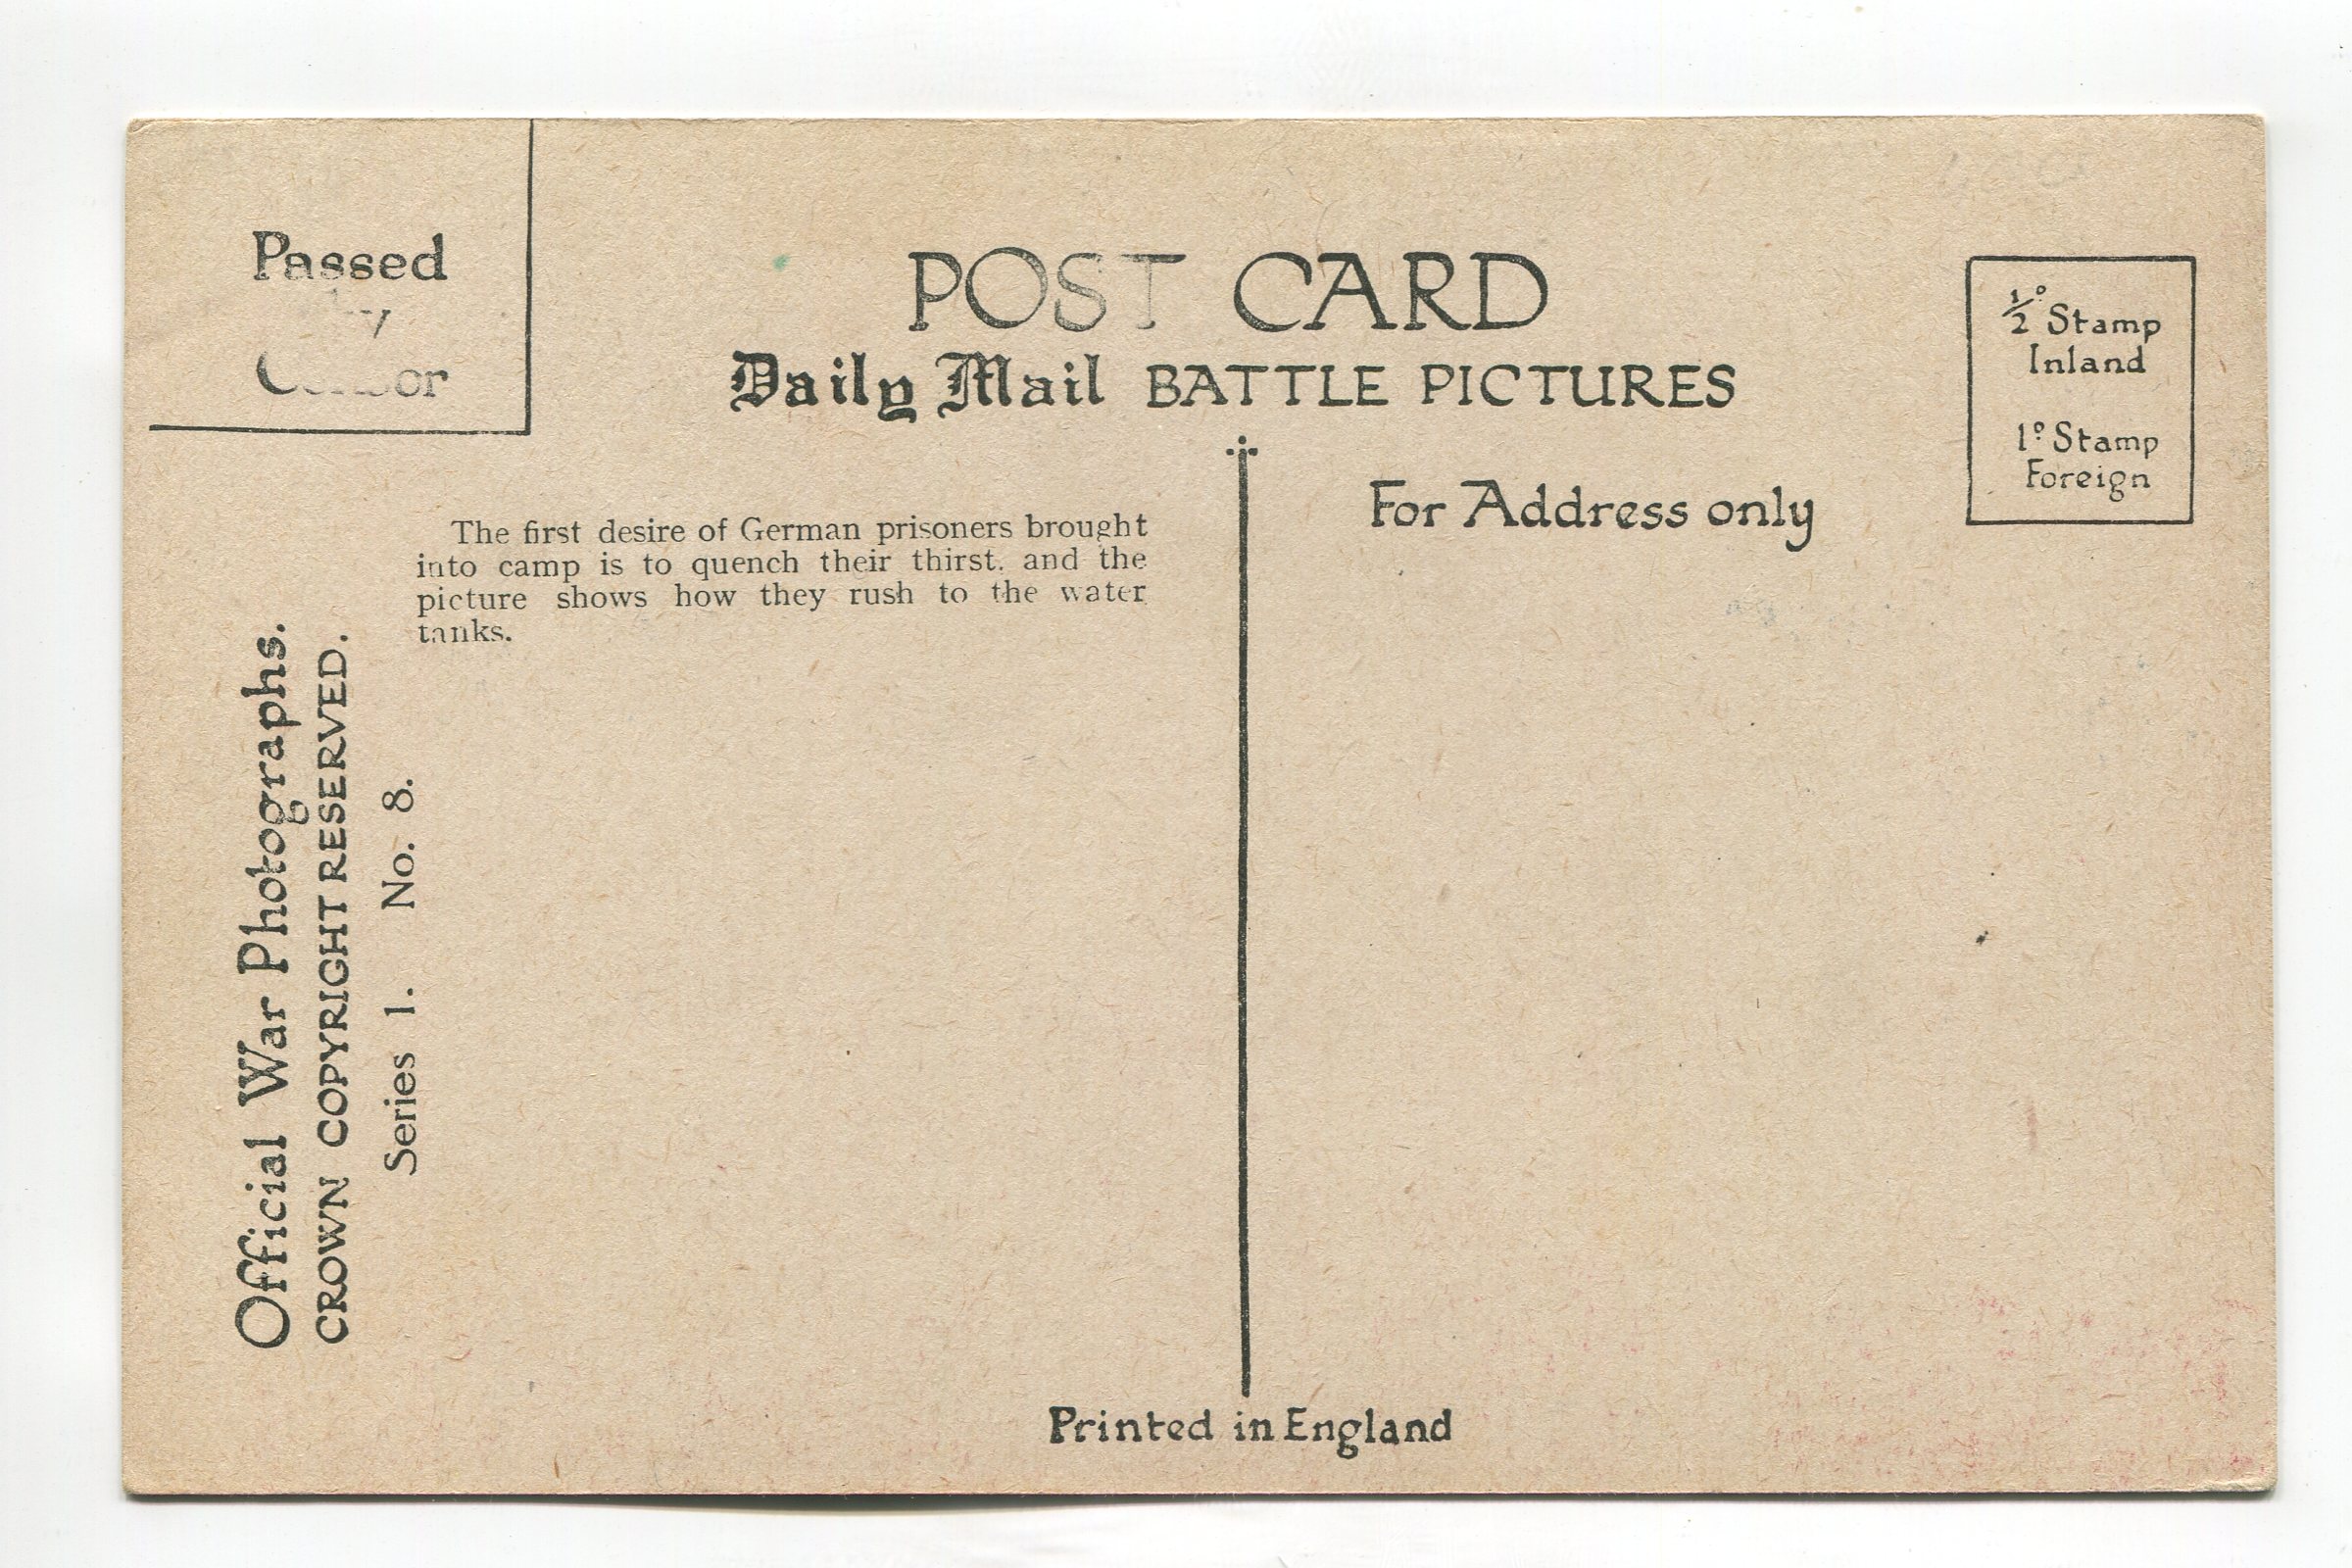 Passed
Censor
POST CARD
Daily Mail BATTLE PICTURES
½ᴰ Stamp
Inland
1ᴰ Stamp
Foreign
For Address only
The first desire of German prisoners brought
into camp is to quench their thirst, and the
picture shows how they rush to the water
tanks.
Official War Photographs.
CROWN COPYRIGHT RESERVED.
Series 1. No. 8.
Printed in England